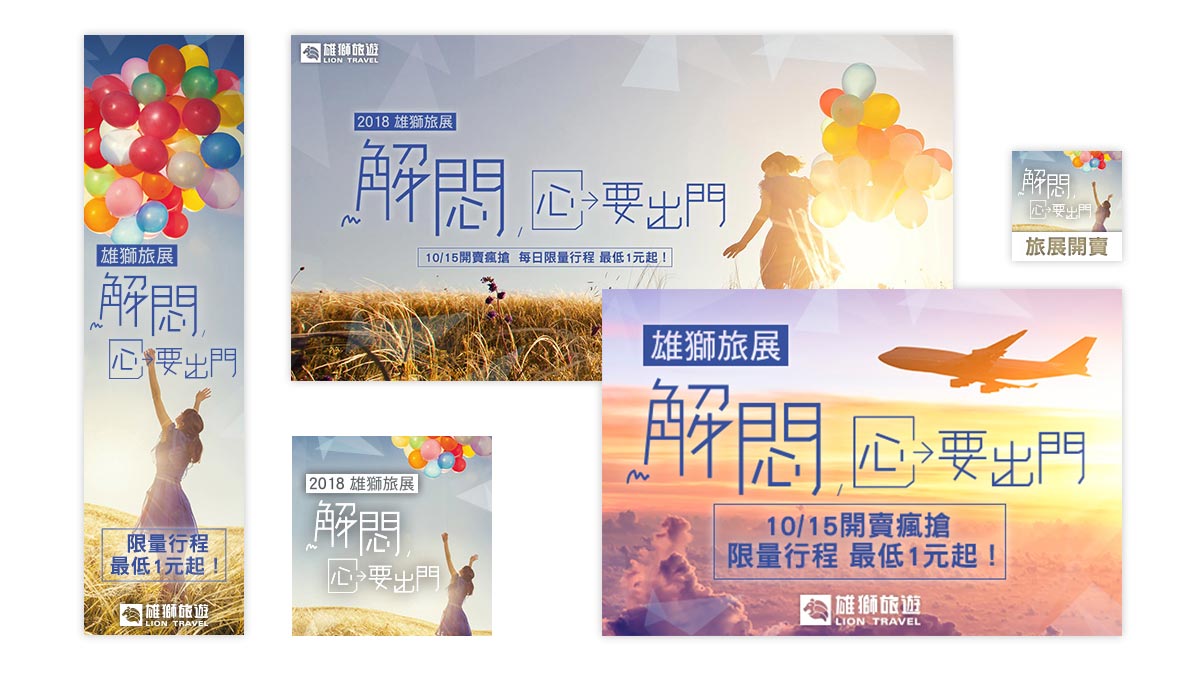 雄獅旅展
解悶,
心→要出門
限量行程
最低1元起!
雄獅旅遊
LION TRAVEL
雄獅旅遊
LION TRAVEL
2018 雄獅旅展
解悶,
心→要出門
10/15開賣瘋搶 每日限量行程 最低1元起!
2018 雄獅旅展
解悶,
心→要出門
解悶,
心→要出門
旅展開賣
雄獅旅展
解悶,
心→要出門
10/15開賣瘋搶
限量行程 最低1元起!
雄獅旅遊
LION TRAVEL